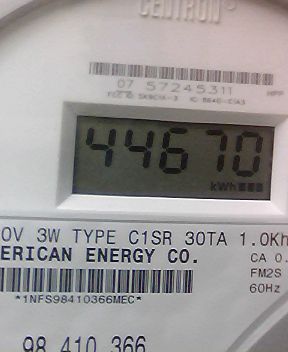 CENTRON
07 57245311
44670
kWh
0V 3W TYPE C1SR 30TA 1.0Kh
ERICAN ENERGY CO.
CA 0.
FM2S
*1NFS98410366MEC*
60Hz
98 410 366